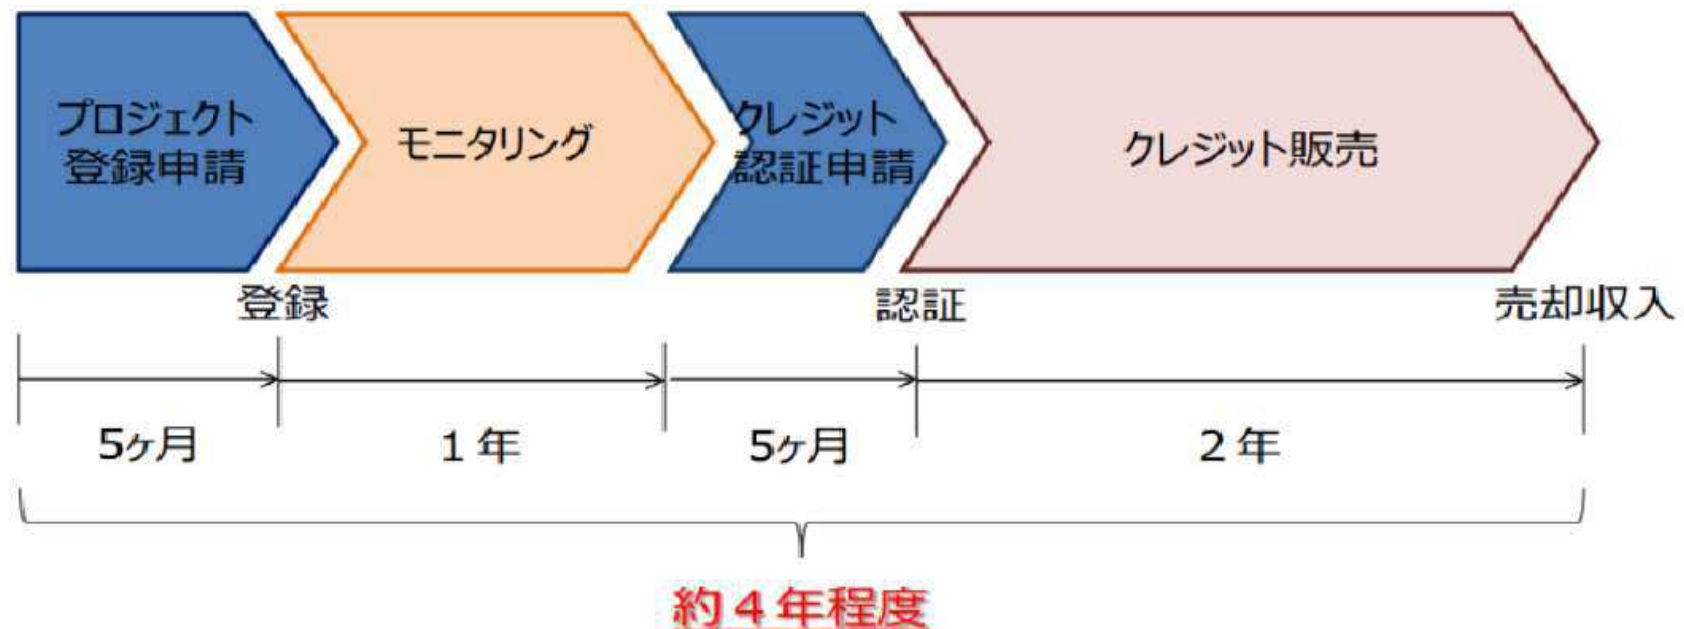 プロジェクト
登録申請
モニタリング
クレジット
認証申請
クレジット販売
登録
認証
売却収入
5ヶ月
1年
5ヶ月
2年
約4年程度